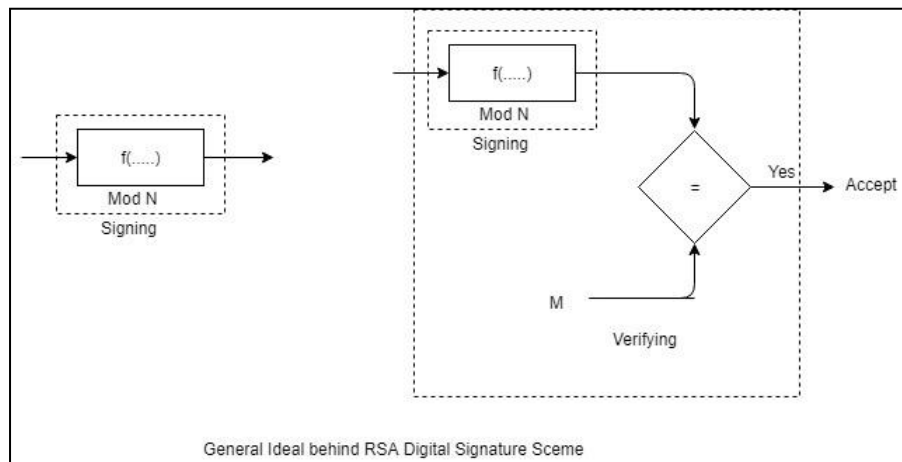 f(.....)
Mod N
Signing
f(.....)
Mod N
Signing
=
Yes
Accept
M
Verifying
General Ideal behind RSA Digital Signature Sceme